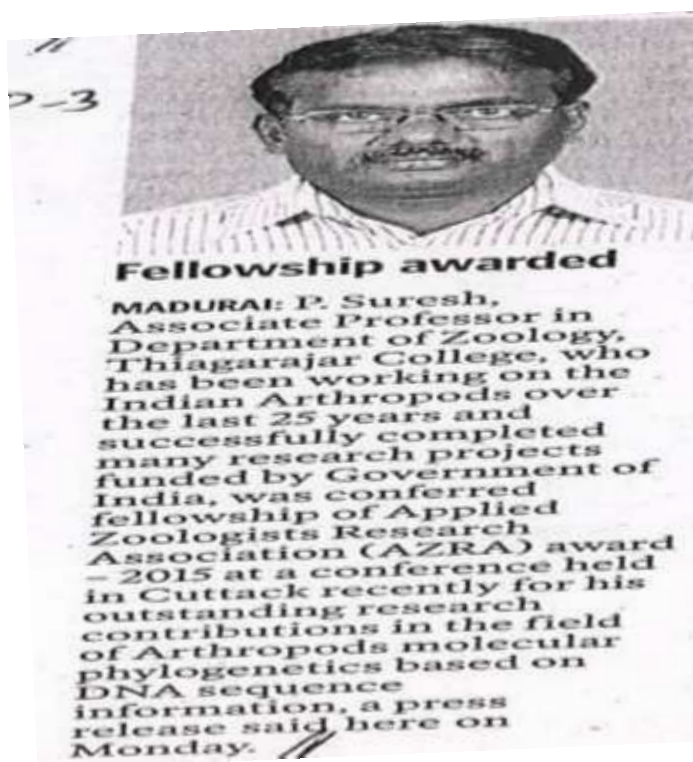 -3
Fellowship awarded
MADURAI: P. Suresh,
Associate Professor in
Department of Zoology,
Thiagarajar College, who
has been working on the
Indian Arthropods over
the last 25 years and
successfully completed
many research projects
funded by Government of
India, was conferred
fellowship of Applied
Zoologists Research
Association (AZRA) award
– 2015 at a conference held
in Cuttack recently for his
outstanding research
contributions in the field
of Arthropods molecular
phylogenetics based on
DNA sequence
information, a press
release said here on
Monday.